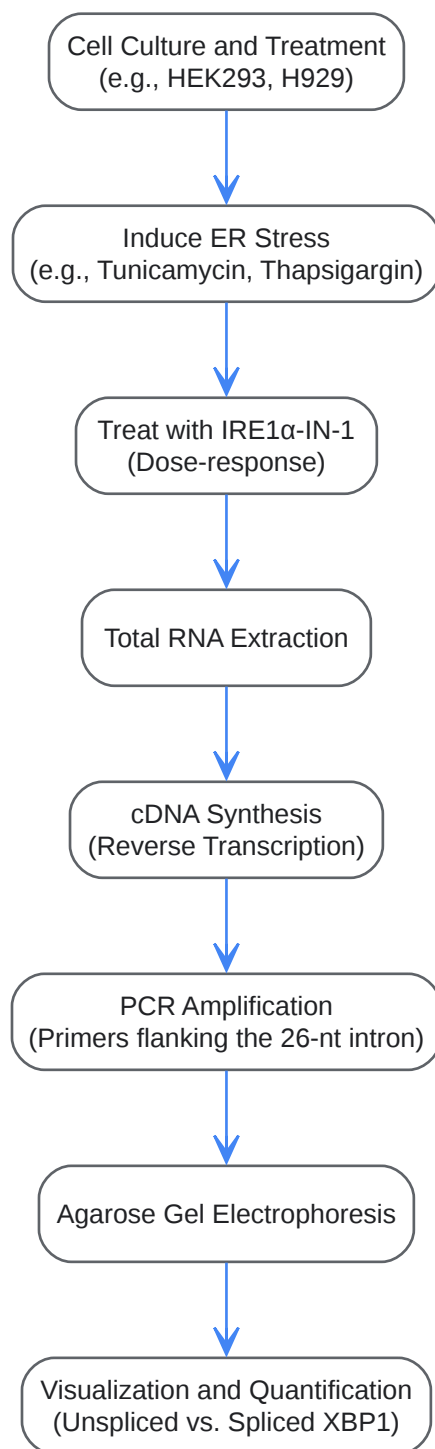 Cell Culture and Treatment
(e.g., HEK293, H929)
Induce ER Stress
(e.g., Tunicamycin, Thapsigargin)
Treat with IRE1α-IN-1
(Dose-response)
Total RNA Extraction
cDNA Synthesis
(Reverse Transcription)
PCR Amplification
(Primers flanking the 26-nt intron)
Agarose Gel Electrophoresis
Visualization and Quantification
(Unspliced vs. Spliced XBP1)